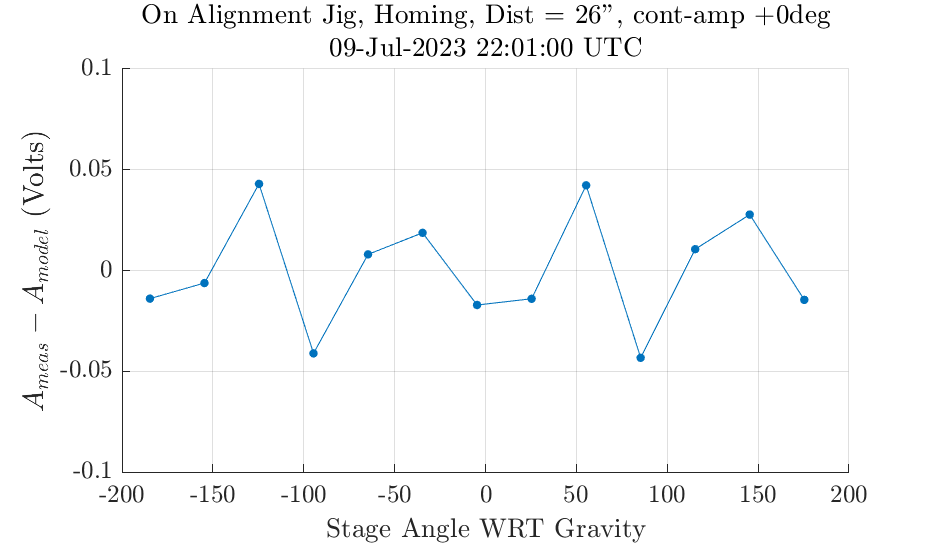 On Alignment Jig, Homing, Dist = 26”, cont-amp +0deg
09-Jul-2023 22:01:00 UTC
0.1
0.05
0
-0.05
-0.1
A_meas − A_model (Volts)
-200 -150 -100 -50 0 50 100 150 200
Stage Angle WRT Gravity